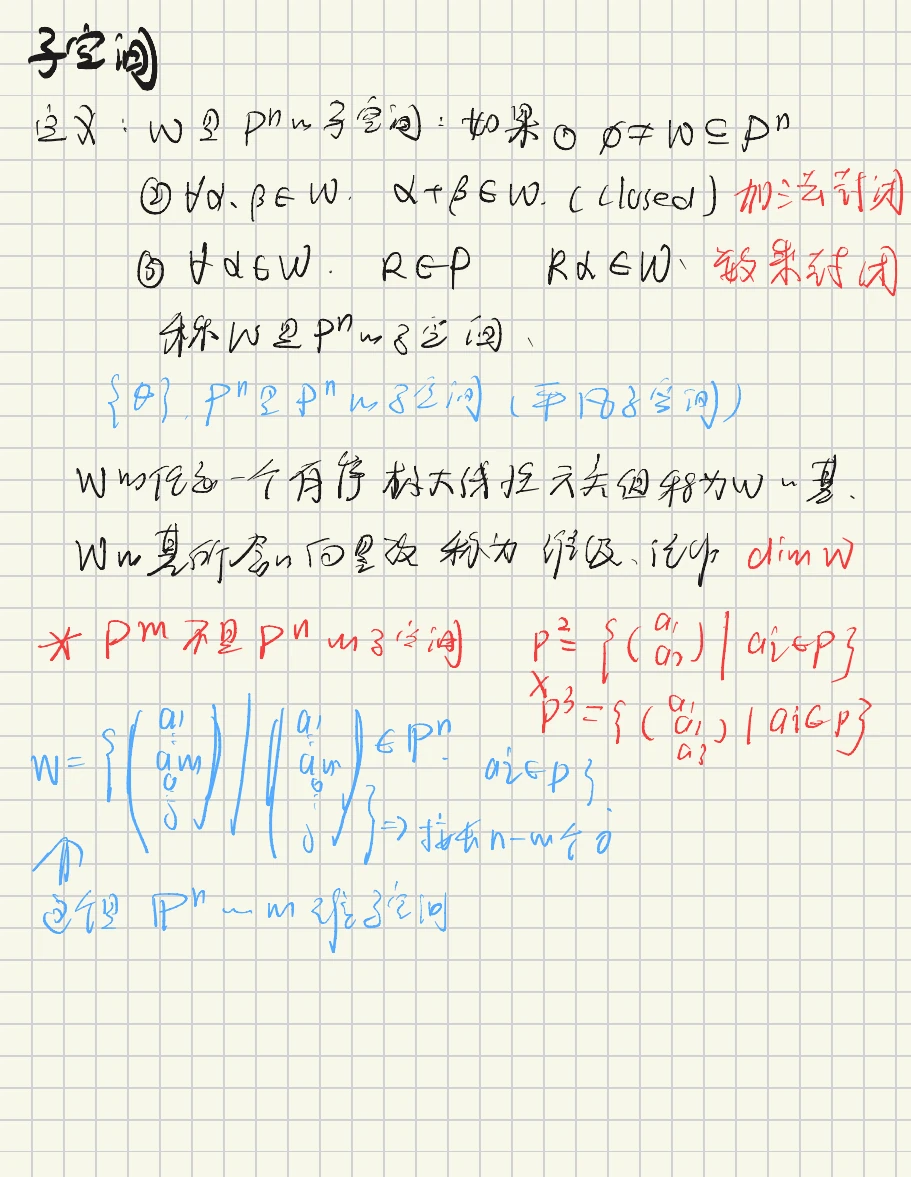 子空间
定义：W是 Pⁿ的子空间：如果① ∅≠W⊆Pⁿ
② ∀α、β∈W. α+β∈W. (Closed) 加法封闭
③ ∀α∈W. k∈P kα∈W、数乘封闭
称W是Pⁿ的子空间、
{θ}. Pⁿ是Pⁿ的子空间（平凡子空间）
W的任意一个有序极大线性无关组称为W的基.
W的基所含的向量数 称为 维数、记作 dim W
* Pᵐ不是Pⁿ的子空间 P² = {(a₁ a₂) | aᵢ∈P}
X
P³ = {(a₁ a₁ a₃) | ai∈P}
W = {(a₁ ⋮ aₘ 0 ⋮ 0) | (a₁ ⋮ aₘ 0 ⋮ 0) ∈ Pⁿ. aᵢ∈P}
} ⇒ n-m个0
⇑
这个是 Pⁿ的m维子空间